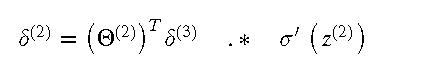 δ⁽²⁾ = (Θ⁽²⁾)ᵀ δ⁽³⁾ .∗ σ′ (z⁽²⁾)